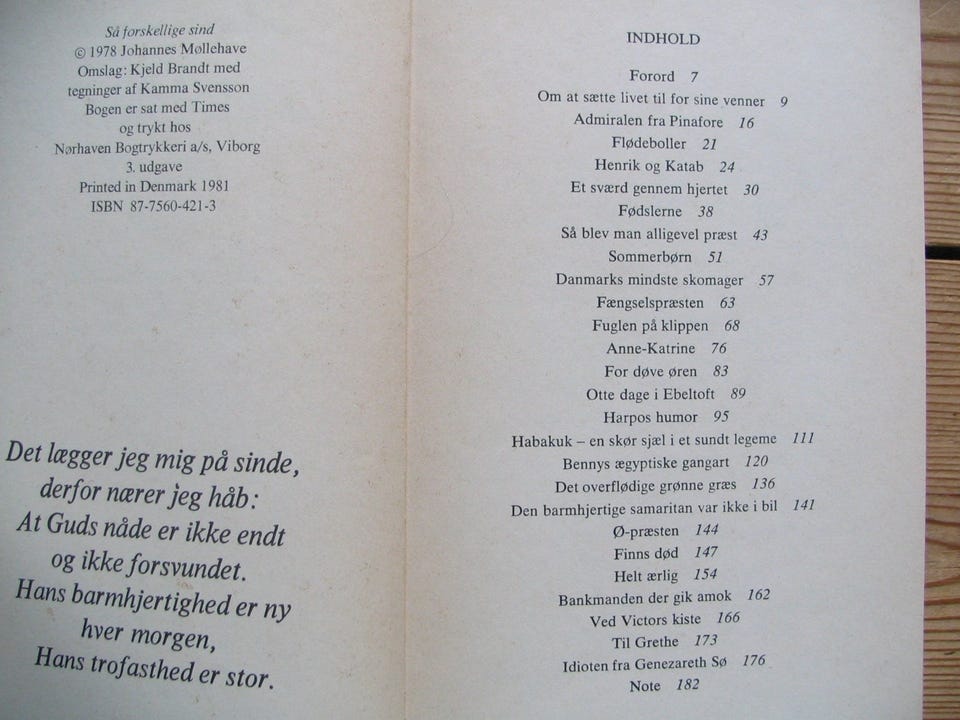 Så forskellige sind
© 1978 Johannes Møllehave
Omslag: Kjeld Brandt med
tegninger af Kamma Svensson
Bogen er sat med Times
og trykt hos
Nørhaven Bogtrykkeri a/s, Viborg
3. udgave
Printed in Denmark 1981
ISBN 87-7560-421-3
Det lægger jeg mig på sinde,
derfor nærer jeg håb:
At Guds nåde er ikke endt
og ikke forsvundet.
Hans barmhjertighed er ny
hver morgen,
Hans trofasthed er stor.
INDHOLD
Forord 7
Om at sætte livet til for sine venner 9
Admiralen fra Pinafore 16
Flødeboller 21
Henrik og Katab 24
Et sværd gennem hjertet 30
Fødslerne 38
Så blev man alligevel præst 43
Sommerbørn 51
Danmarks mindste skomager 57
Fængselspræsten 63
Fuglen på klippen 68
Anne-Katrine 76
For døve øren 83
Otte dage i Ebeltoft 89
Harpos humor 95
Habakuk – en skør sjæl i et sundt legeme 111
Bennys ægyptiske gangart 120
Det overflødige grønne græs 136
Den barmhjertige samaritan var ikke i bil 141
Ø-præsten 144
Finns død 147
Helt ærlig 154
Bankmanden der gik amok 162
Ved Victors kiste 166
Til Grethe 173
Idioten fra Genezareth Sø 176
Note 182